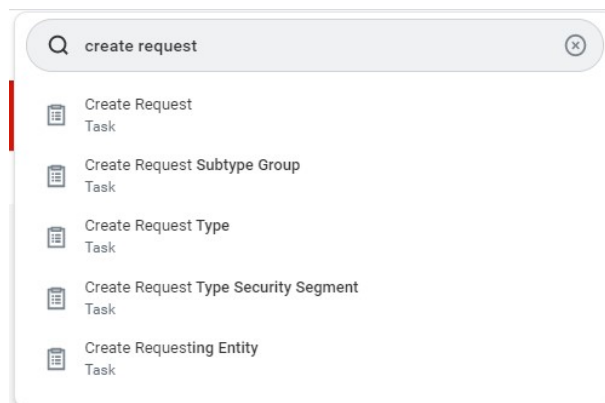 create request
Create Request
Task
Create Request Subtype Group
Task
Create Request Type
Task
Create Request Type Security Segment
Task
Create Requesting Entity
Task